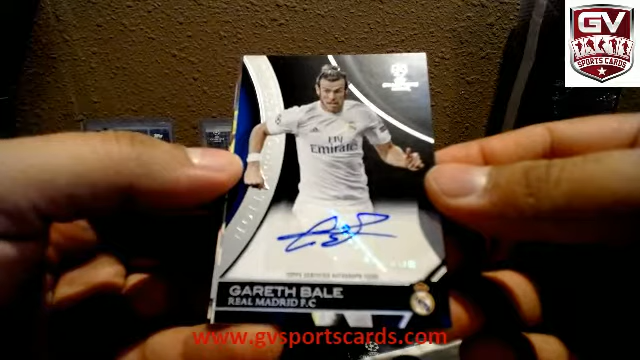 GV
SPORTS CARDS
Fly
Emirates
TOPPS CERTIFIED AUTOGRAPH ISSUE
GARETH BALE
REAL MADRID F.C
www.gvsportscards.com